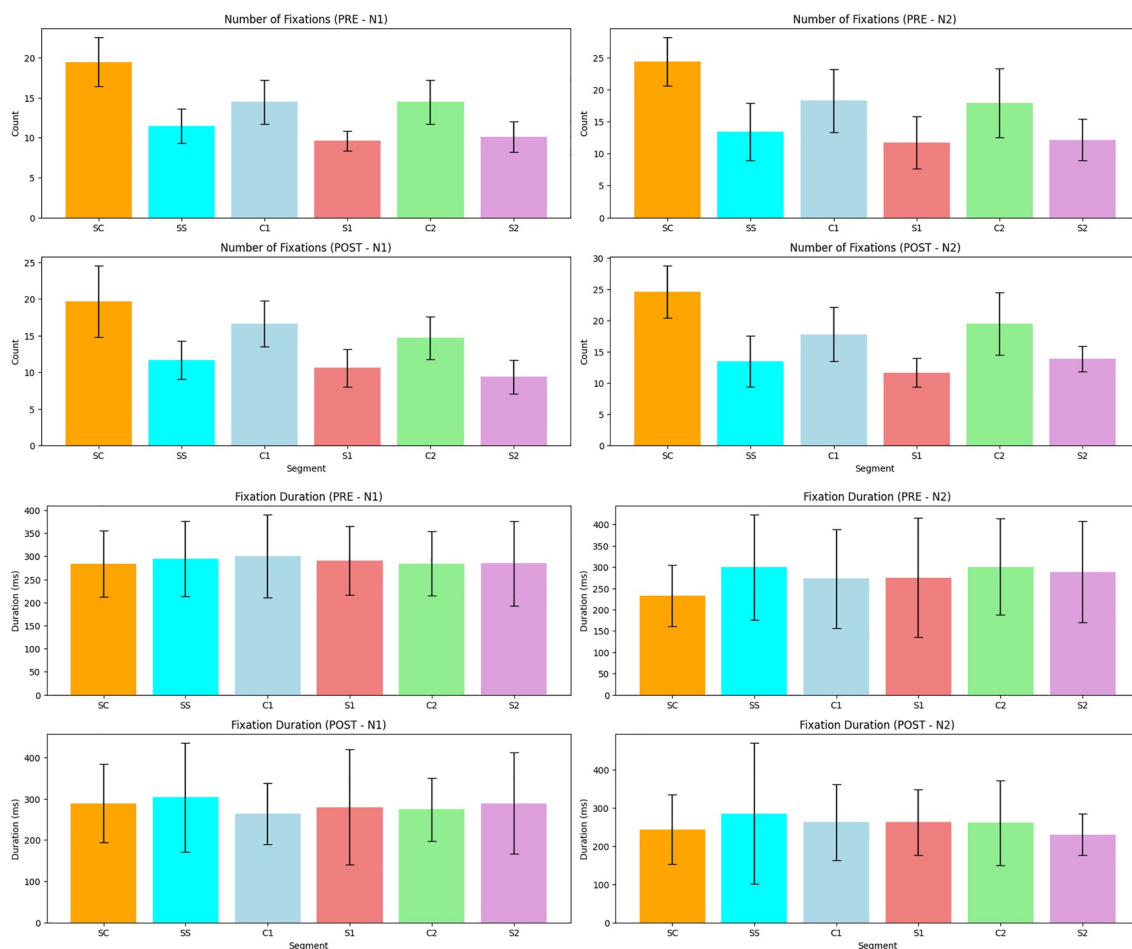 Number of Fixations (PRE - N1)
Count
20
15
10
5
0
SC SS C1 S1 C2 S2
Number of Fixations (PRE - N2)
Count
25
20
15
10
5
0
SC SS C1 S1 C2 S2
Number of Fixations (POST - N1)
Count
25
20
15
10
5
0
SC SS C1 S1 C2 S2
Segment
Number of Fixations (POST - N2)
Count
30
25
20
15
10
5
0
SC SS C1 S1 C2 S2
Segment
Fixation Duration (PRE - N1)
Duration (ms)
400
350
300
250
200
150
100
50
0
SC SS C1 S1 C2 S2
Fixation Duration (PRE - N2)
Duration (ms)
400
350
300
250
200
150
100
50
0
SC SS C1 S1 C2 S2
Fixation Duration (POST - N1)
Duration (ms)
400
300
200
100
0
SC SS C1 S1 C2 S2
Segment
Fixation Duration (POST - N2)
Duration (ms)
400
300
200
100
0
SC SS C1 S1 C2 S2
Segment